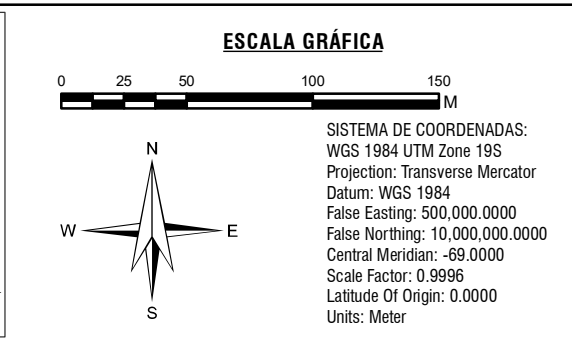 ESCALA GRÁFICA
0 25 50 100 150
M
SISTEMA DE COORDENADAS:
WGS 1984 UTM Zone 19S
Projection: Transverse Mercator
Datum: WGS 1984
False Easting: 500,000.0000
False Northing: 10,000,000.0000
Central Meridian: -69.0000
Scale Factor: 0.9996
Latitude Of Origin: 0.0000
Units: Meter
N
W E
S